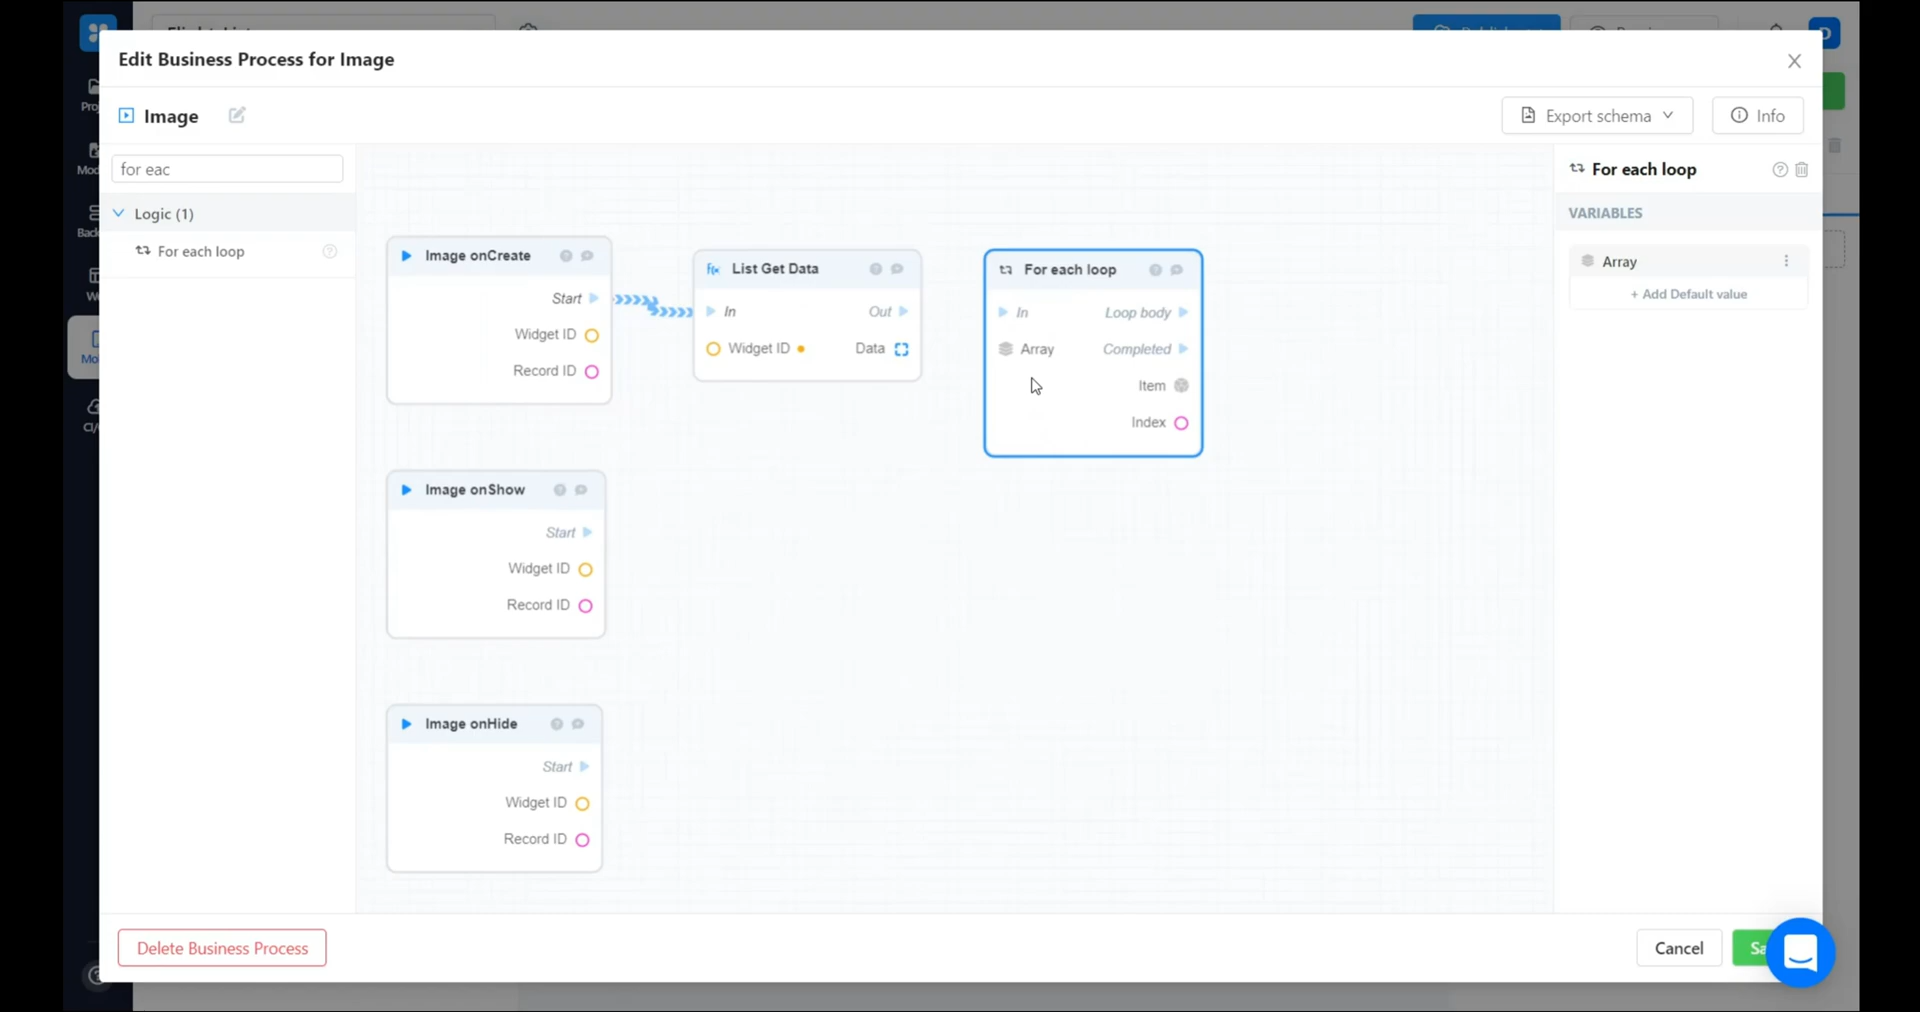 Edit Business Process for Image
Image
Export schema
Info
for eac
Logic (1)
For each loop
Image onCreate
Start
Widget ID
Record ID
List Get Data
In
Out
Widget ID
Data
For each loop
In
Loop body
Array
Completed
Item
Index
Image onShow
Start
Widget ID
Record ID
Image onHide
Start
Widget ID
Record ID
For each loop
VARIABLES
Array
+ Add Default value
Delete Business Process
Cancel